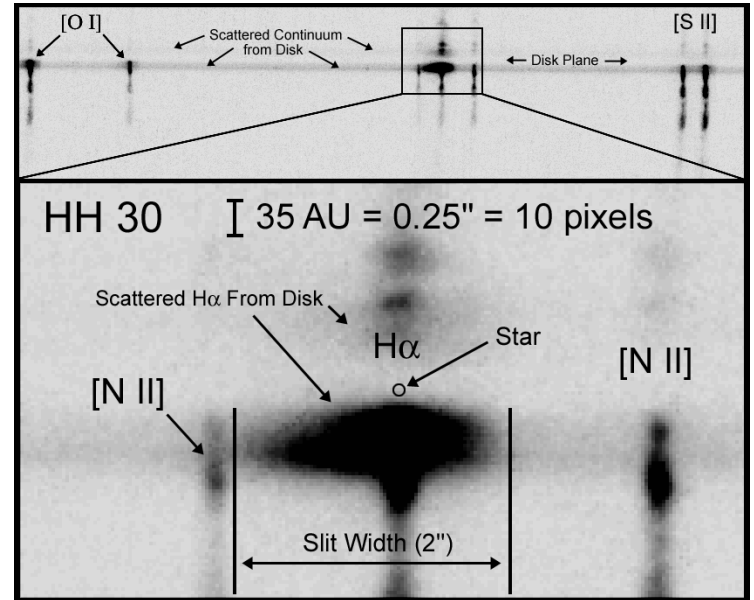 [O I]
Scattered Continuum
from Disk
[S II]
Disk Plane
HH 30
35 AU = 0.25" = 10 pixels
Scattered Hα From Disk
Hα
Star
[N II]
[N II]
Slit Width (2")